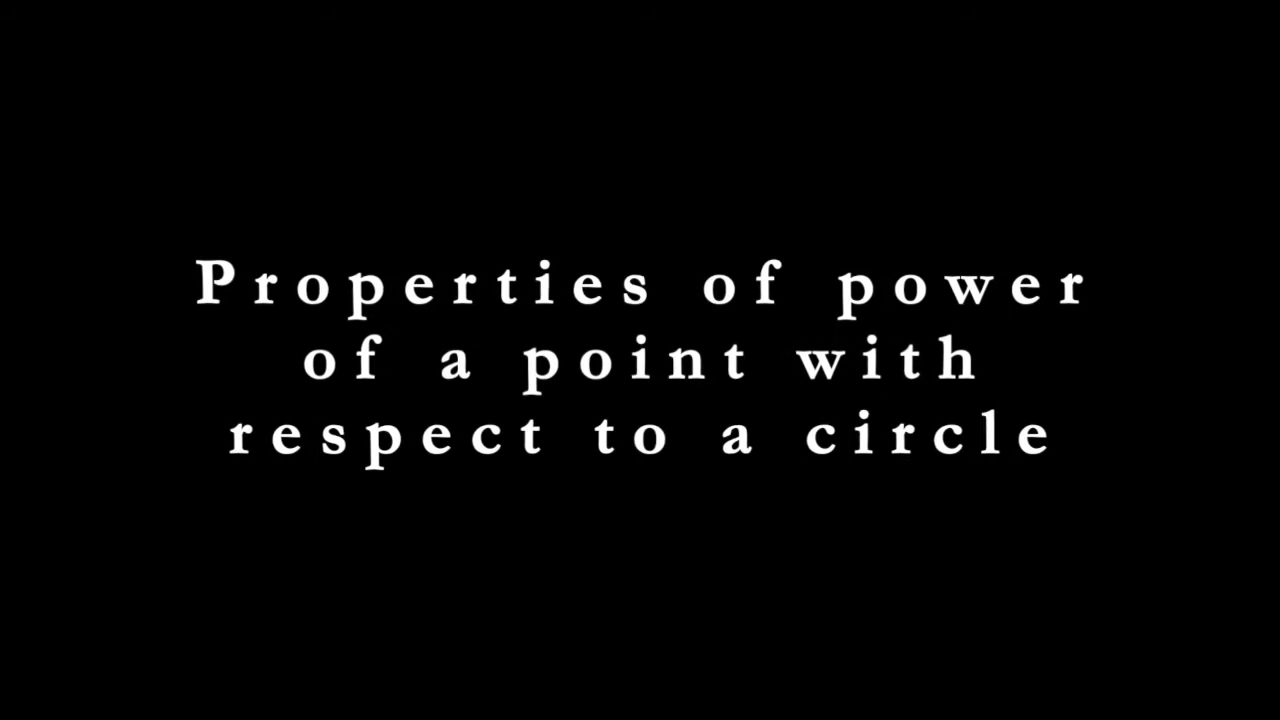 Properties of power
of a point with
respect to a circle